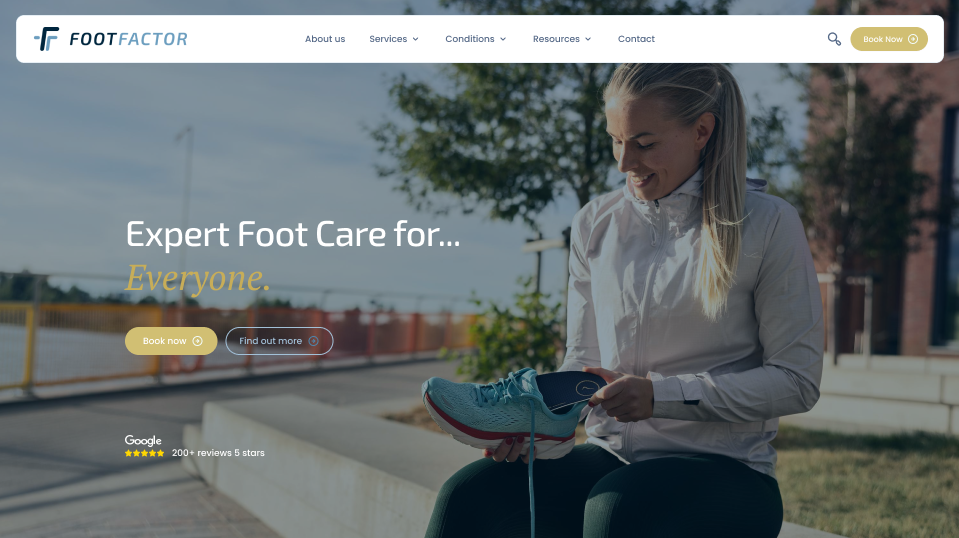 FOOTFACTOR
About us
Services
Conditions
Resources
Contact
Book Now
Expert Foot Care for...
Everyone.
Book now
Find out more
Google
200+ reviews 5 stars